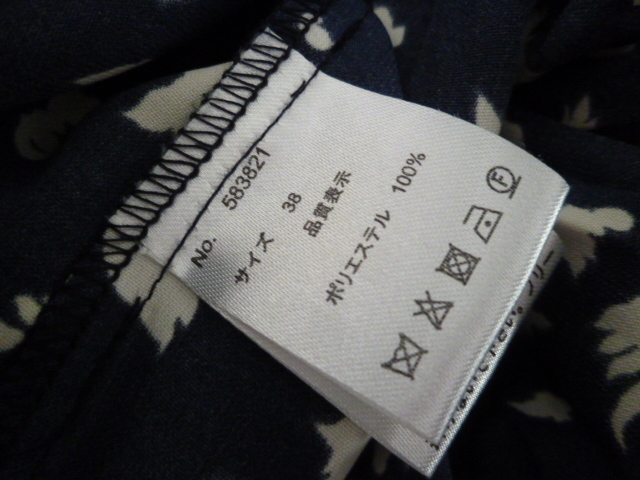 No. 583821
サイズ 38
品質表示
ポリエステル 100%
F